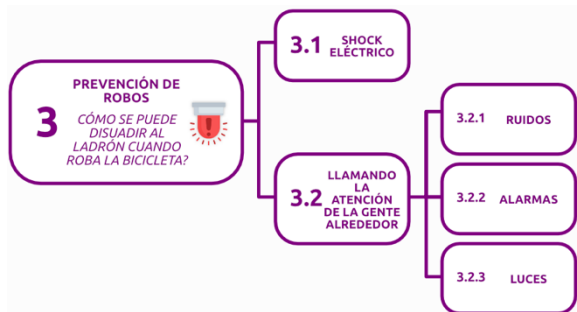 3
PREVENCIÓN DE
ROBOS
CÓMO SE PUEDE
DISUADIR AL
LADRÓN CUANDO
ROBA LA BICICLETA?
3.1
SHOCK
ELÉCTRICO
3.2
LLAMANDO
LA
ATENCIÓN
DE LA GENTE
ALREDEDOR
3.2.1 RUIDOS
3.2.2 ALARMAS
3.2.3 LUCES